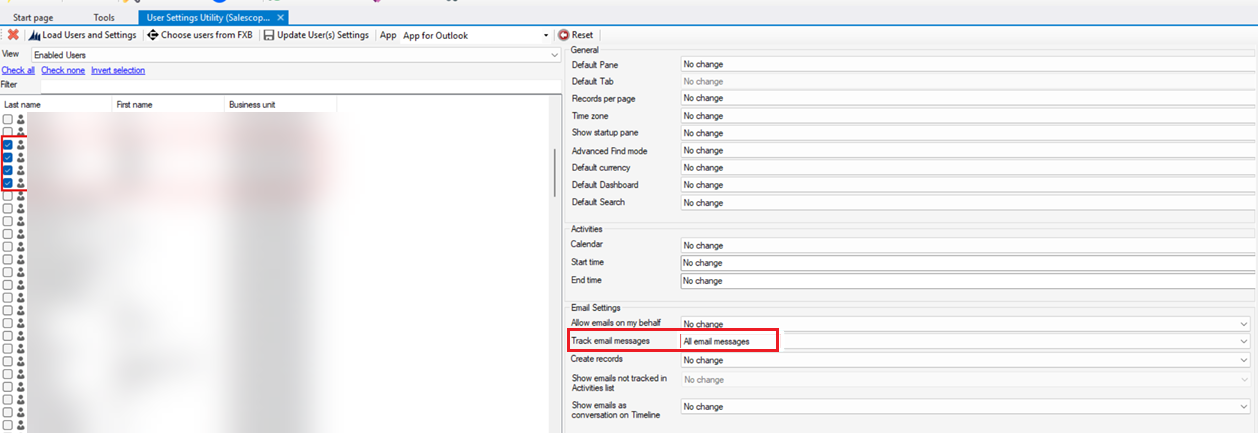 Start page Tools User Settings Utility (Salescop... ×
Load Users and Settings Choose users from FXB Update User(s) Settings App App for Outlook Reset
View Enabled Users
Check all Check none Invert selection
Filter
Last name First name Business unit
General
Default Pane No change
Default Tab No change
Records per page No change
Time zone No change
Show startup pane No change
Advanced Find mode No change
Default currency No change
Default Dashboard No change
Default Search No change
Activities
Calendar No change
Start time No change
End time No change
Email Settings
Allow emails on my behalf No change
Track email messages All email messages
Create records No change
Show emails not tracked in
Activities list No change
Show emails as
conversation on Timeline No change